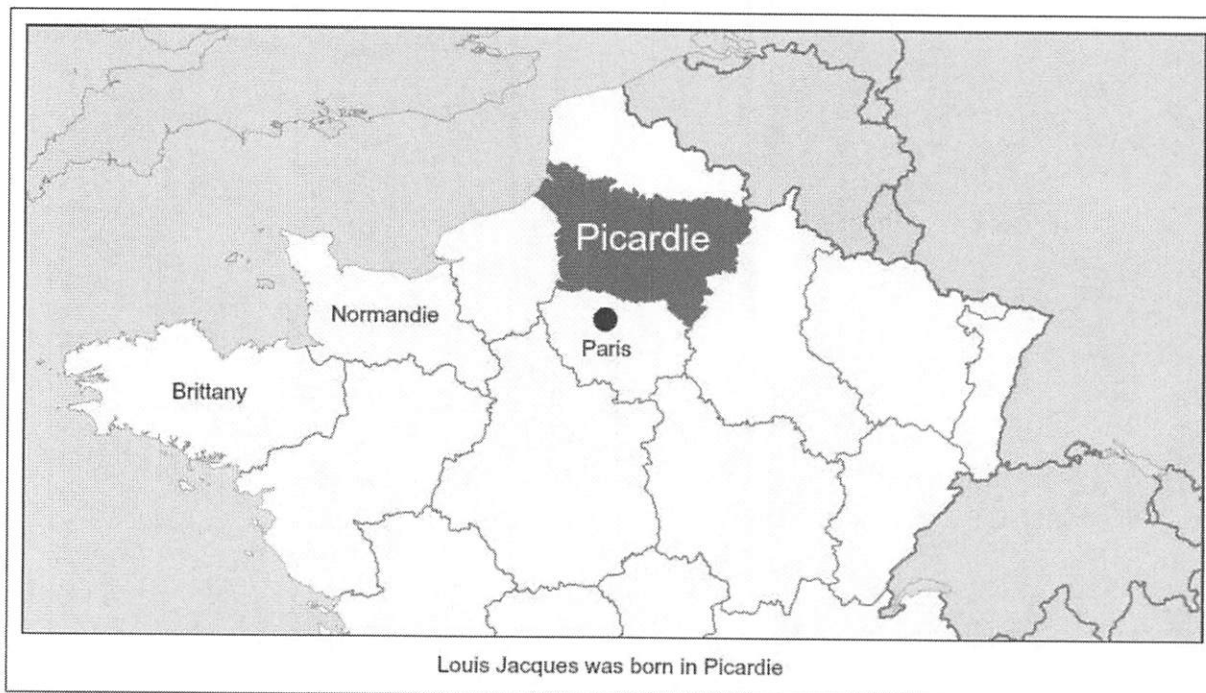 Picardie
Normandie
Paris
Brittany
Louis Jacques was born in Picardie